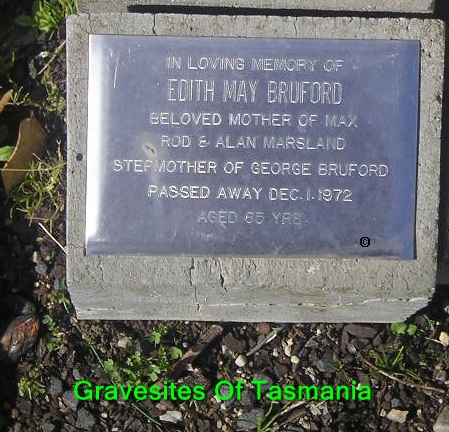 IN LOVING MEMORY OF
EDITH MAY BRUFORD
BELOVED MOTHER OF MAX
ROD & ALAN MARSLAND
STEPMOTHER OF GEORGE BRUFORD
PASSED AWAY DEC. 1. 1972
AGED 65 YRS.
©
Gravesites Of Tasmania